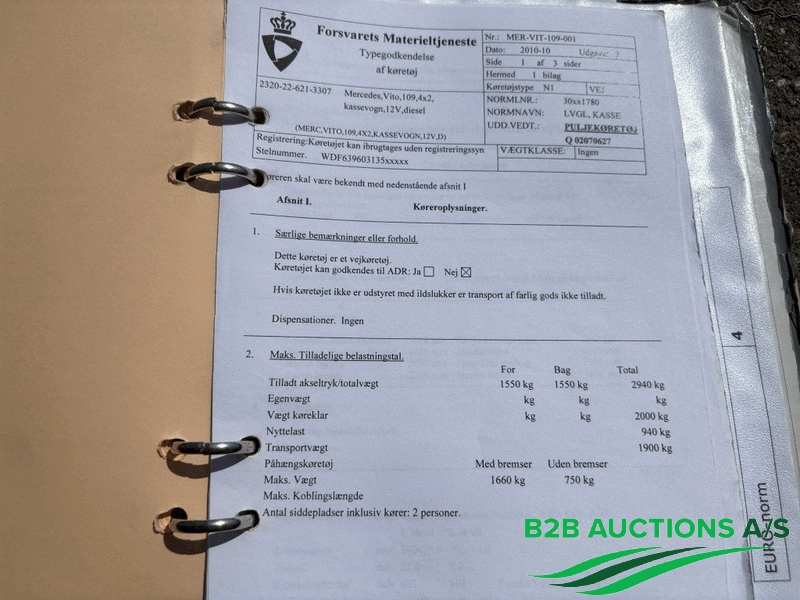 Forsvarets Materieltjeneste
Typegodkendelse
af køretøj
Nr.: MER-VIT-109-001
Dato: 2010-10 Udgave: 3
Side 1 af 3 sider
Hermed 1 bilag
Køretøjstype N1 VEJ
2320-22-621-3307
Mercedes,Vito,109,4x2,
kassevogn,12V,diesel
(MERC,VITO,109,4X2,KASSEVOGN,12V,D)
NORMLNR.: 30xx1780
NORMNAVN: LVGL, KASSE
UDD.VEDT.: PULJEKØRETØJ
Q 02070627
Registrering:Køretøjet kan ibrugtages uden registreringssyn
VÆGTKLASSE: Ingen
Stelnummer. WDF639603135xxxxx
øreren skal være bekendt med nedenstående afsnit I
Afsnit I. Køreroplysninger.
1. Særlige bemærkninger eller forhold.
Dette køretøj er et vejkøretøj.
Køretøjet kan godkendes til ADR: Ja ☐ Nej ☒
Hvis køretøjet ikke er udstyret med ildslukker er transport af farlig gods ikke tilladt.
Dispensationer. Ingen
2. Maks. Tilladelige belastningstal.
For Bag Total
Tilladt akseltryk/totalvægt 1550 kg 1550 kg 2940 kg
Egenvægt kg kg kg
Vægt køreklar kg kg 2000 kg
Nyttelast 940 kg
Transportvægt 1900 kg
Påhængskøretøj Med bremser Uden bremser
Maks. Vægt 1660 kg 750 kg
Maks. Koblingslængde
Antal siddepladser inklusiv kører: 2 personer.
4
EURO-norm
B2B AUCTIONS A/S